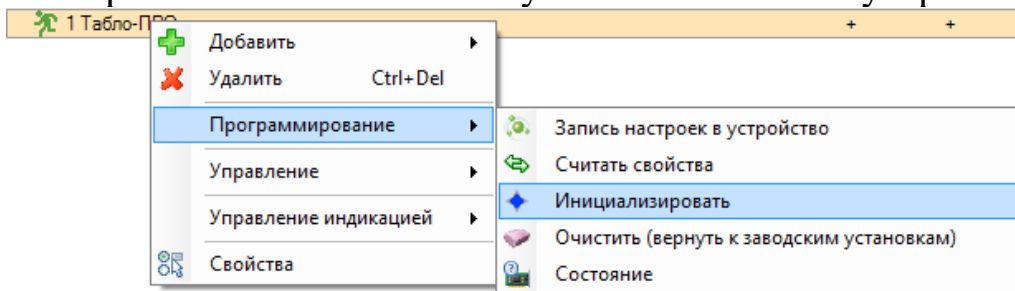 1 Табло-ПРО + +
Добавить
Удалить Ctrl+Del
Программирование
Управление
Управление индикацией
Свойства
Запись настроек в устройство
Считать свойства
Инициализировать
Очистить (вернуть к заводским установкам)
Состояние